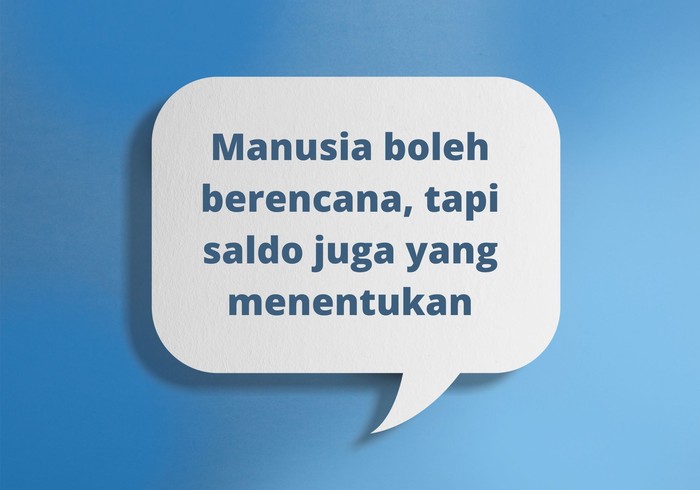 Manusia boleh
berencana, tapi
saldo juga yang
menentukan